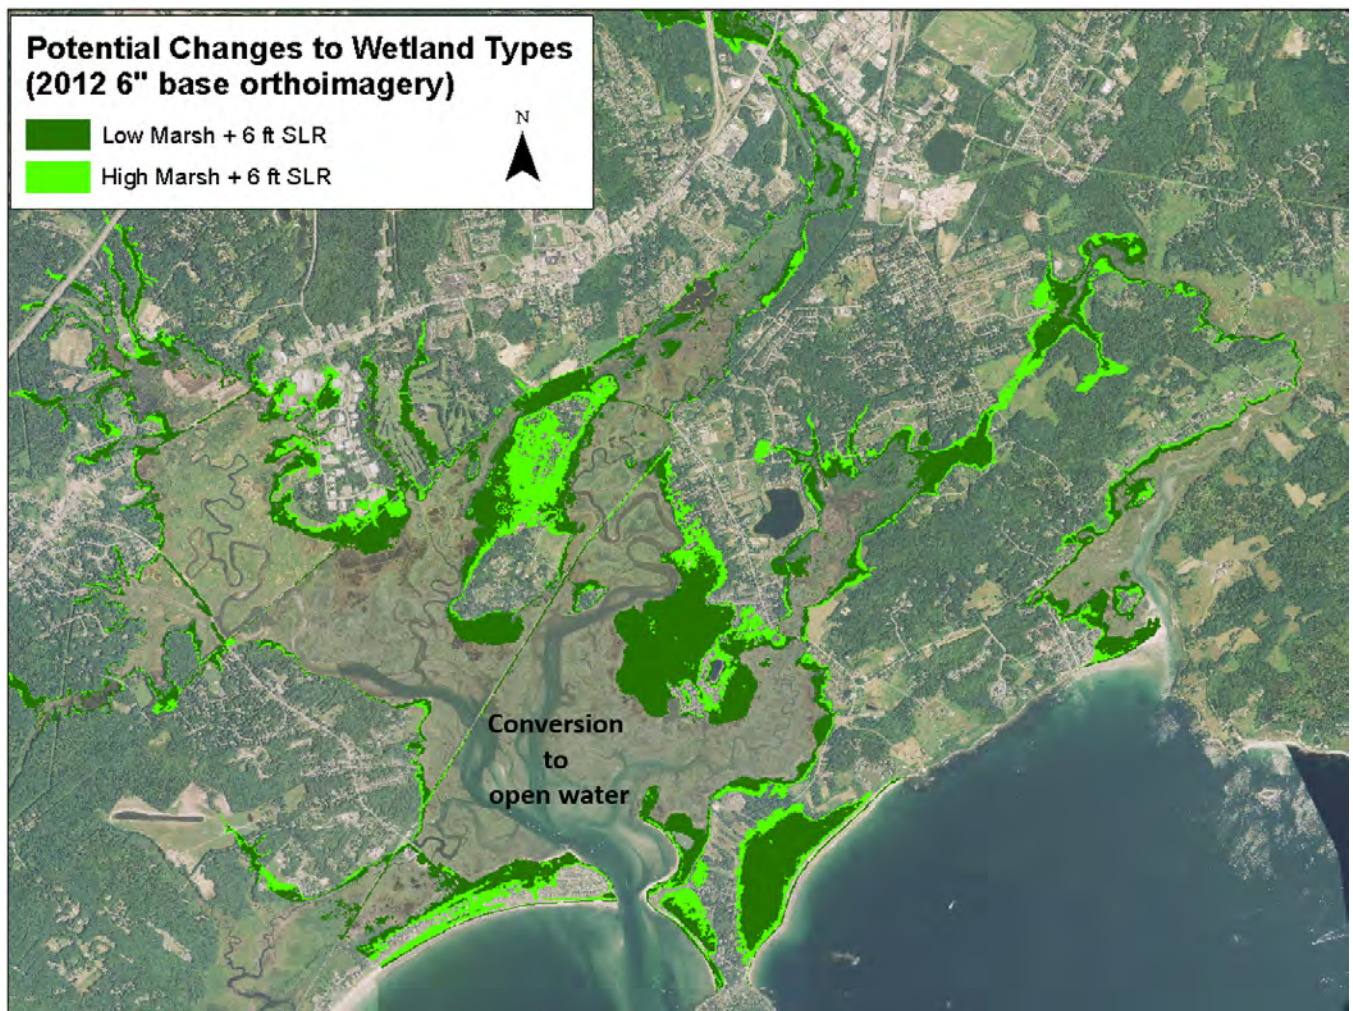 Potential Changes to Wetland Types
(2012 6" base orthoimagery)
N
Low Marsh + 6 ft SLR
High Marsh + 6 ft SLR
Conversion
to
open water